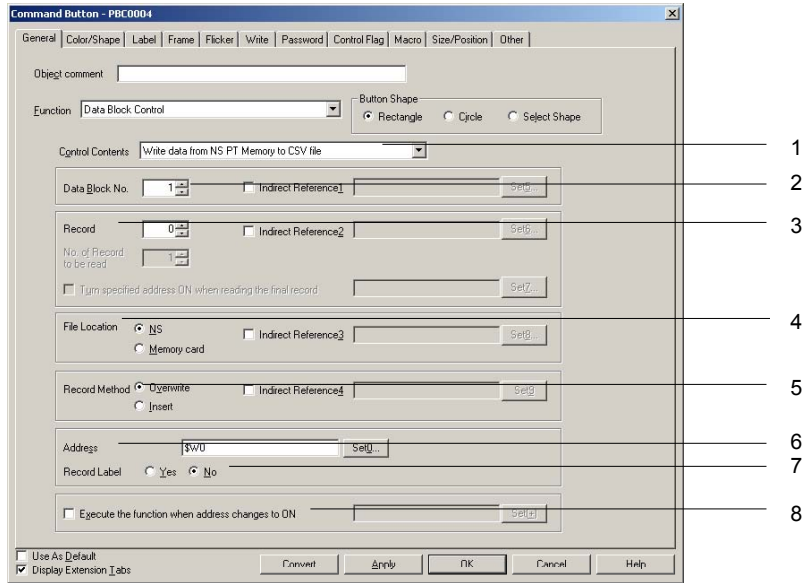 Command Button - PBC0004
General Color/Shape Label Frame Flicker Write Password Control Flag Macro Size/Position Other
Object comment
Function Data Block Control
Button Shape
Rectangle Circle Select Shape
Control Contents Write data from NS PT Memory to CSV file 1
Data Block No. 1 Indirect Reference1 Set5... 2
Record 0 Indirect Reference2 Set6... 3
No. of Record
to be read 1
Turn specified address ON when reading the final record Set7...
File Location NS Indirect Reference3 Set8... 4
Memory card
Record Method Overwrite Indirect Reference4 Set9 5
Insert
Address $W0 Set0... 6
Record Label Yes No 7
Execute the function when address changes to ON Set[+] 8
Use As Default
Display Extension Tabs
Convert Apply OK Cancel Help